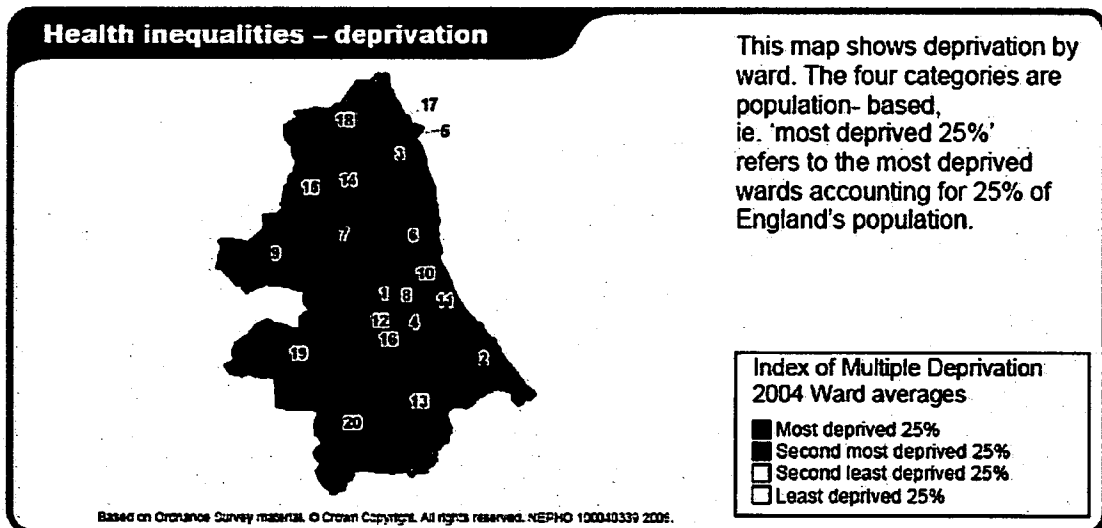 Health inequalities – deprivation
This map shows deprivation by
ward. The four categories are
population- based,
ie. 'most deprived 25%'
refers to the most deprived
wards accounting for 25% of
England's population.
17
18
5
3
14
15
7
6
9
10
1
8
11
12
4
16
19
2
13
20
Index of Multiple Deprivation
2004 Ward averages
Most deprived 25%
Second most deprived 25%
Second least deprived 25%
Least deprived 25%
Based on Ordnance Survey material. © Crown Copyright. All rights reserved. NEPHO 100040339 2006.